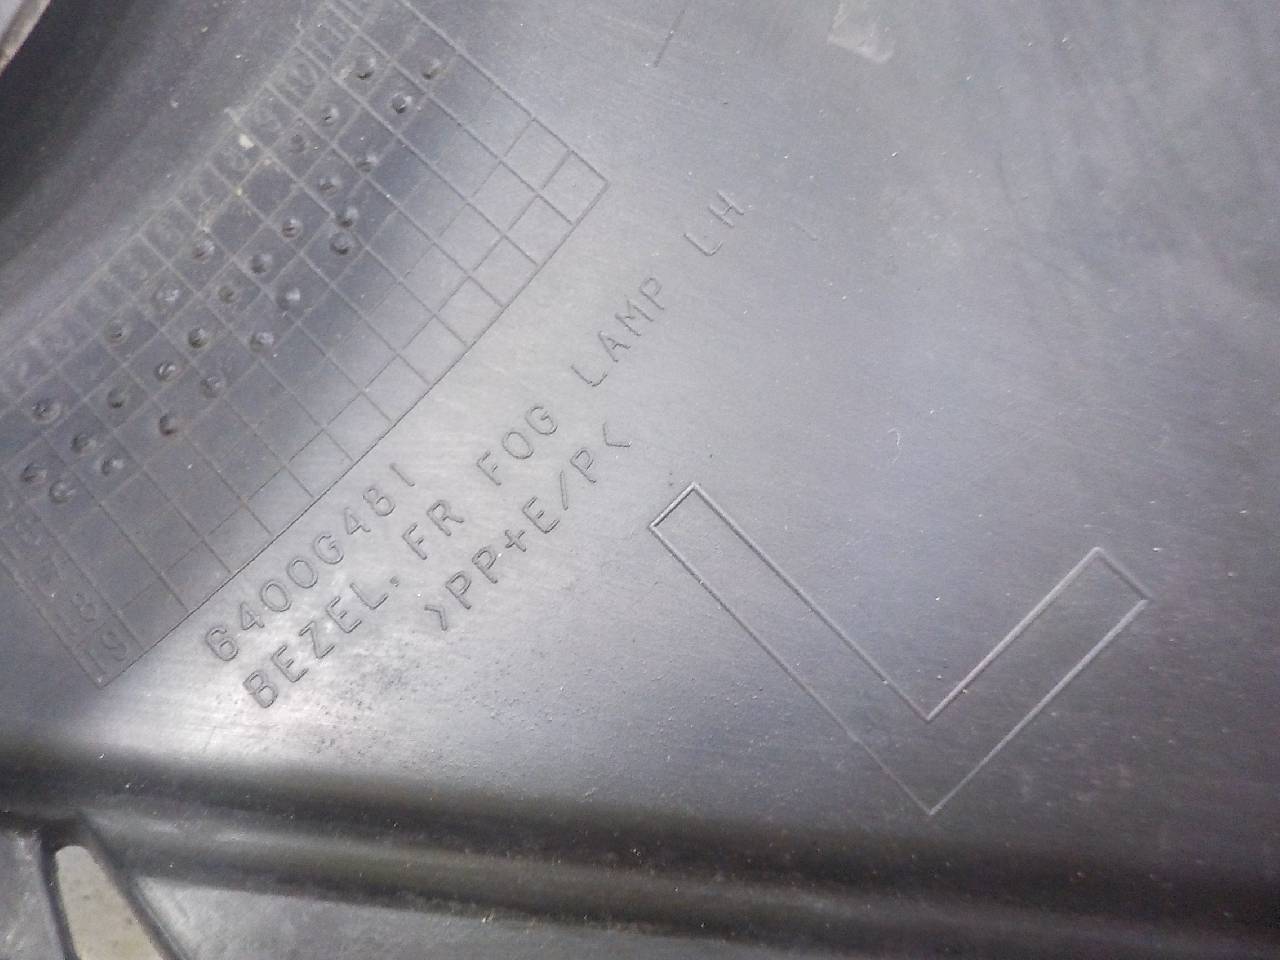 6400G481
BEZEL, FR FOG LAMP LH
>PP+E/P<
L